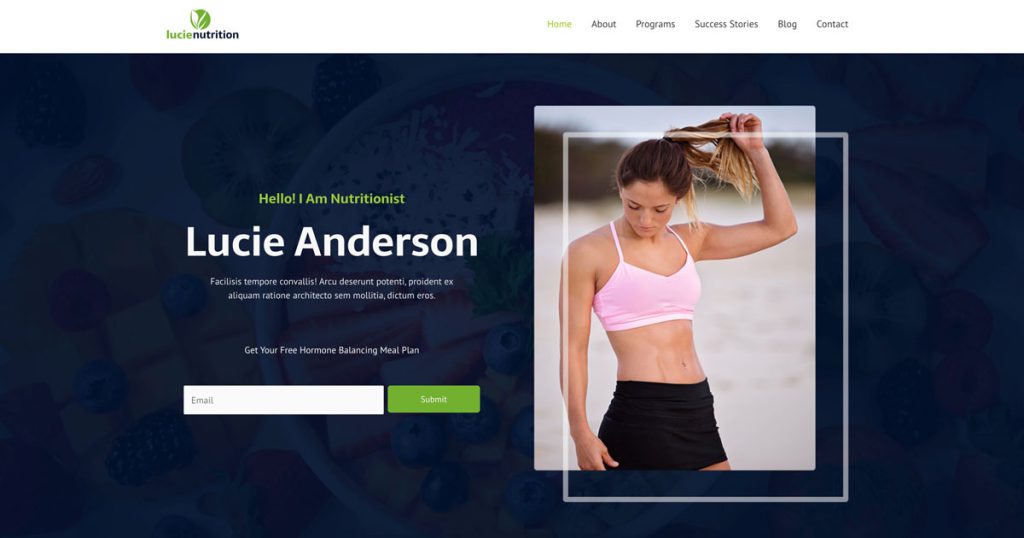 lucienutrition
Home About Programs Success Stories Blog Contact
Hello! I Am Nutritionist
Lucie Anderson
Facilisis tempore convallis! Arcu deserunt potenti, proident ex
aliquam ratione architecto sem mollitia, dictum eros.
Get Your Free Hormone Balancing Meal Plan
Email
Submit